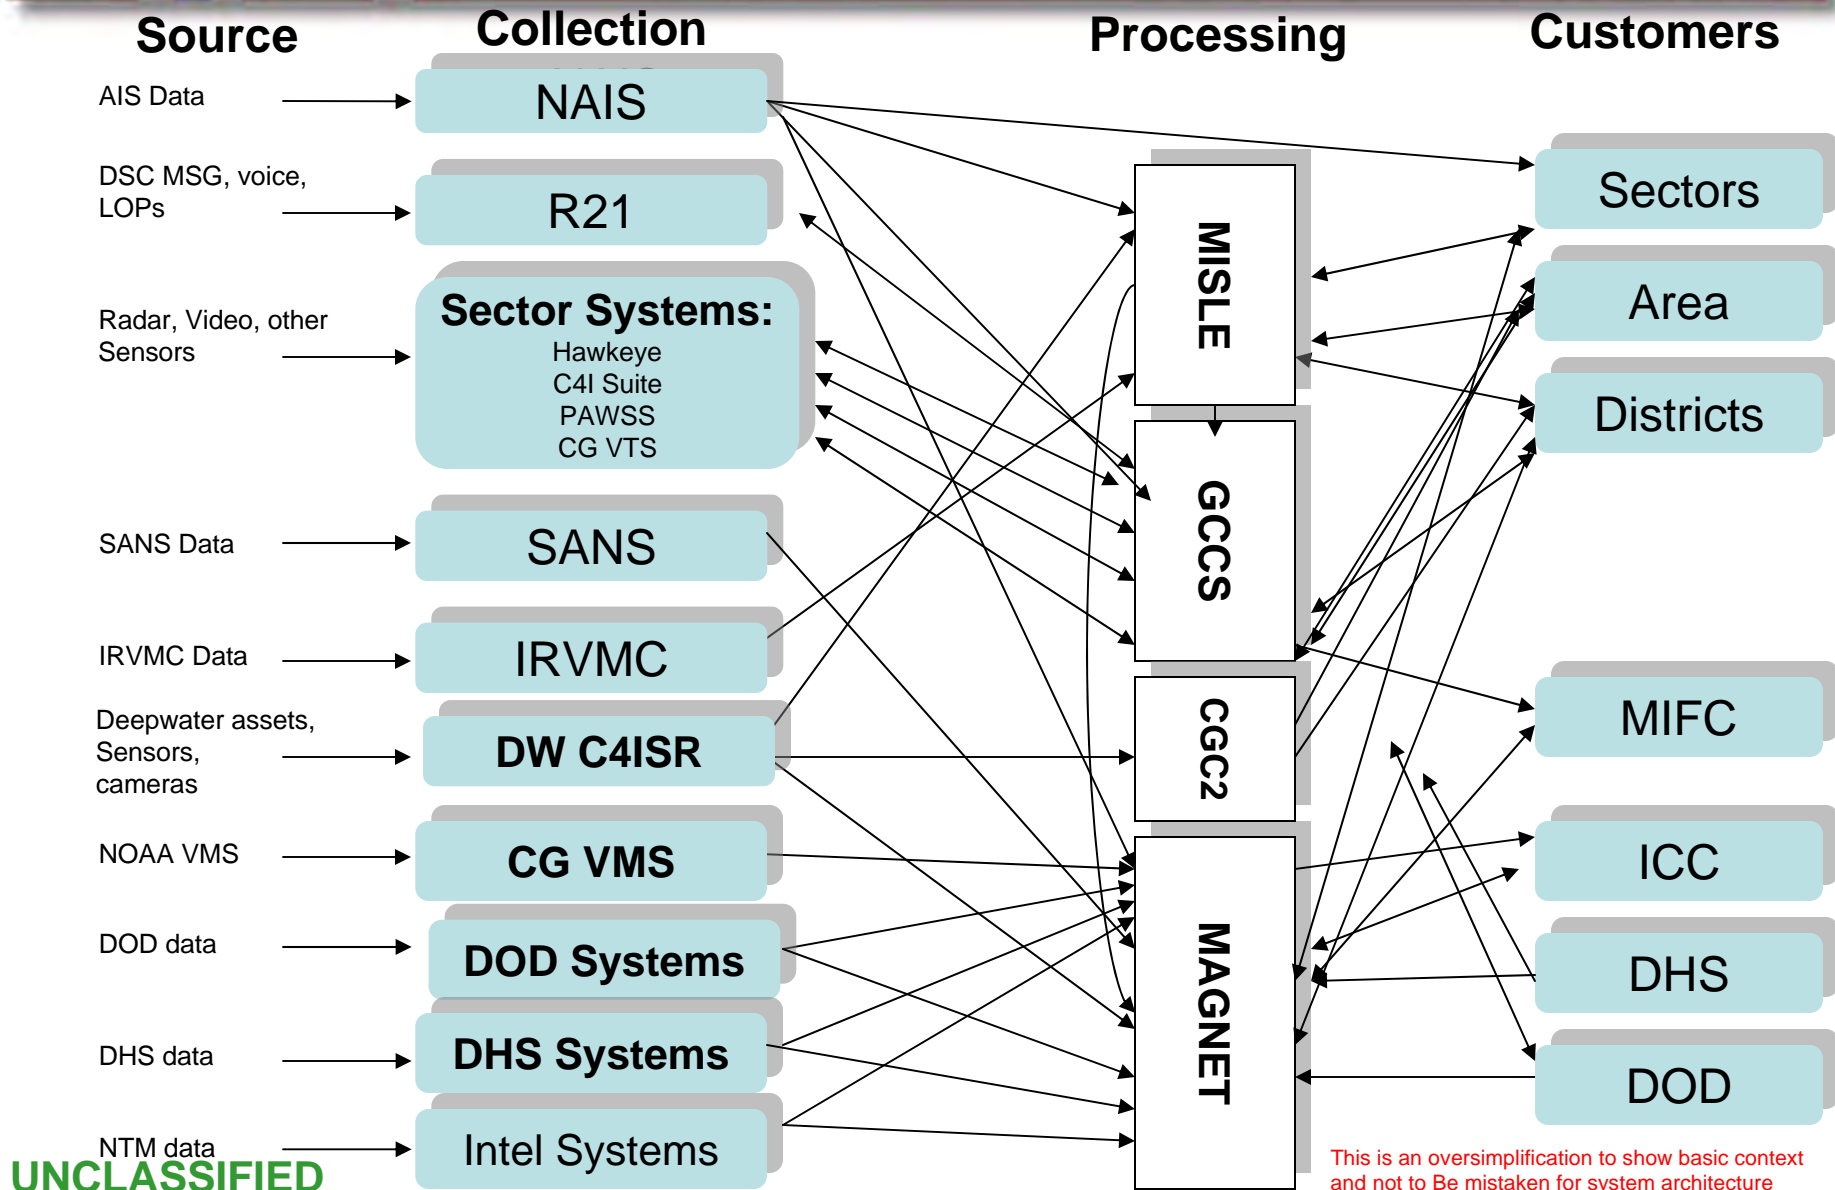 Source
Collection
Processing
Customers
AIS Data
NAIS
DSC MSG, voice,
LOPs
R21
Radar, Video, other
Sensors
Sector Systems:
Hawkeye
C4I Suite
PAWSS
CG VTS
SANS Data
SANS
IRVMC Data
IRVMC
Deepwater assets,
Sensors,
cameras
DW C4ISR
NOAA VMS
CG VMS
DOD data
DOD Systems
DHS data
DHS Systems
NTM data
Intel Systems
MISLE
GCCS
CGC2
MAGNET
Sectors
Area
Districts
MIFC
ICC
DHS
DOD
UNCLASSIFIED
This is an oversimplification to show basic context
and not to Be mistaken for system architecture